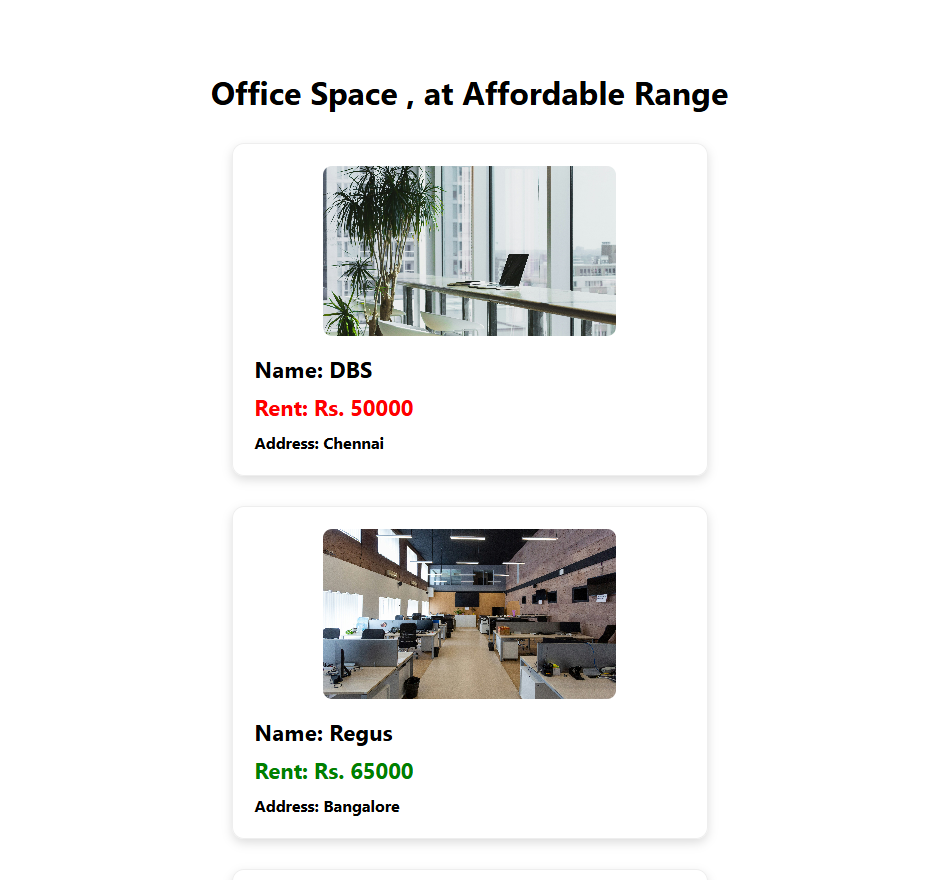 Office Space , at Affordable Range
Name: DBS
Rent: Rs. 50000
Address: Chennai
Name: Regus
Rent: Rs. 65000
Address: Bangalore